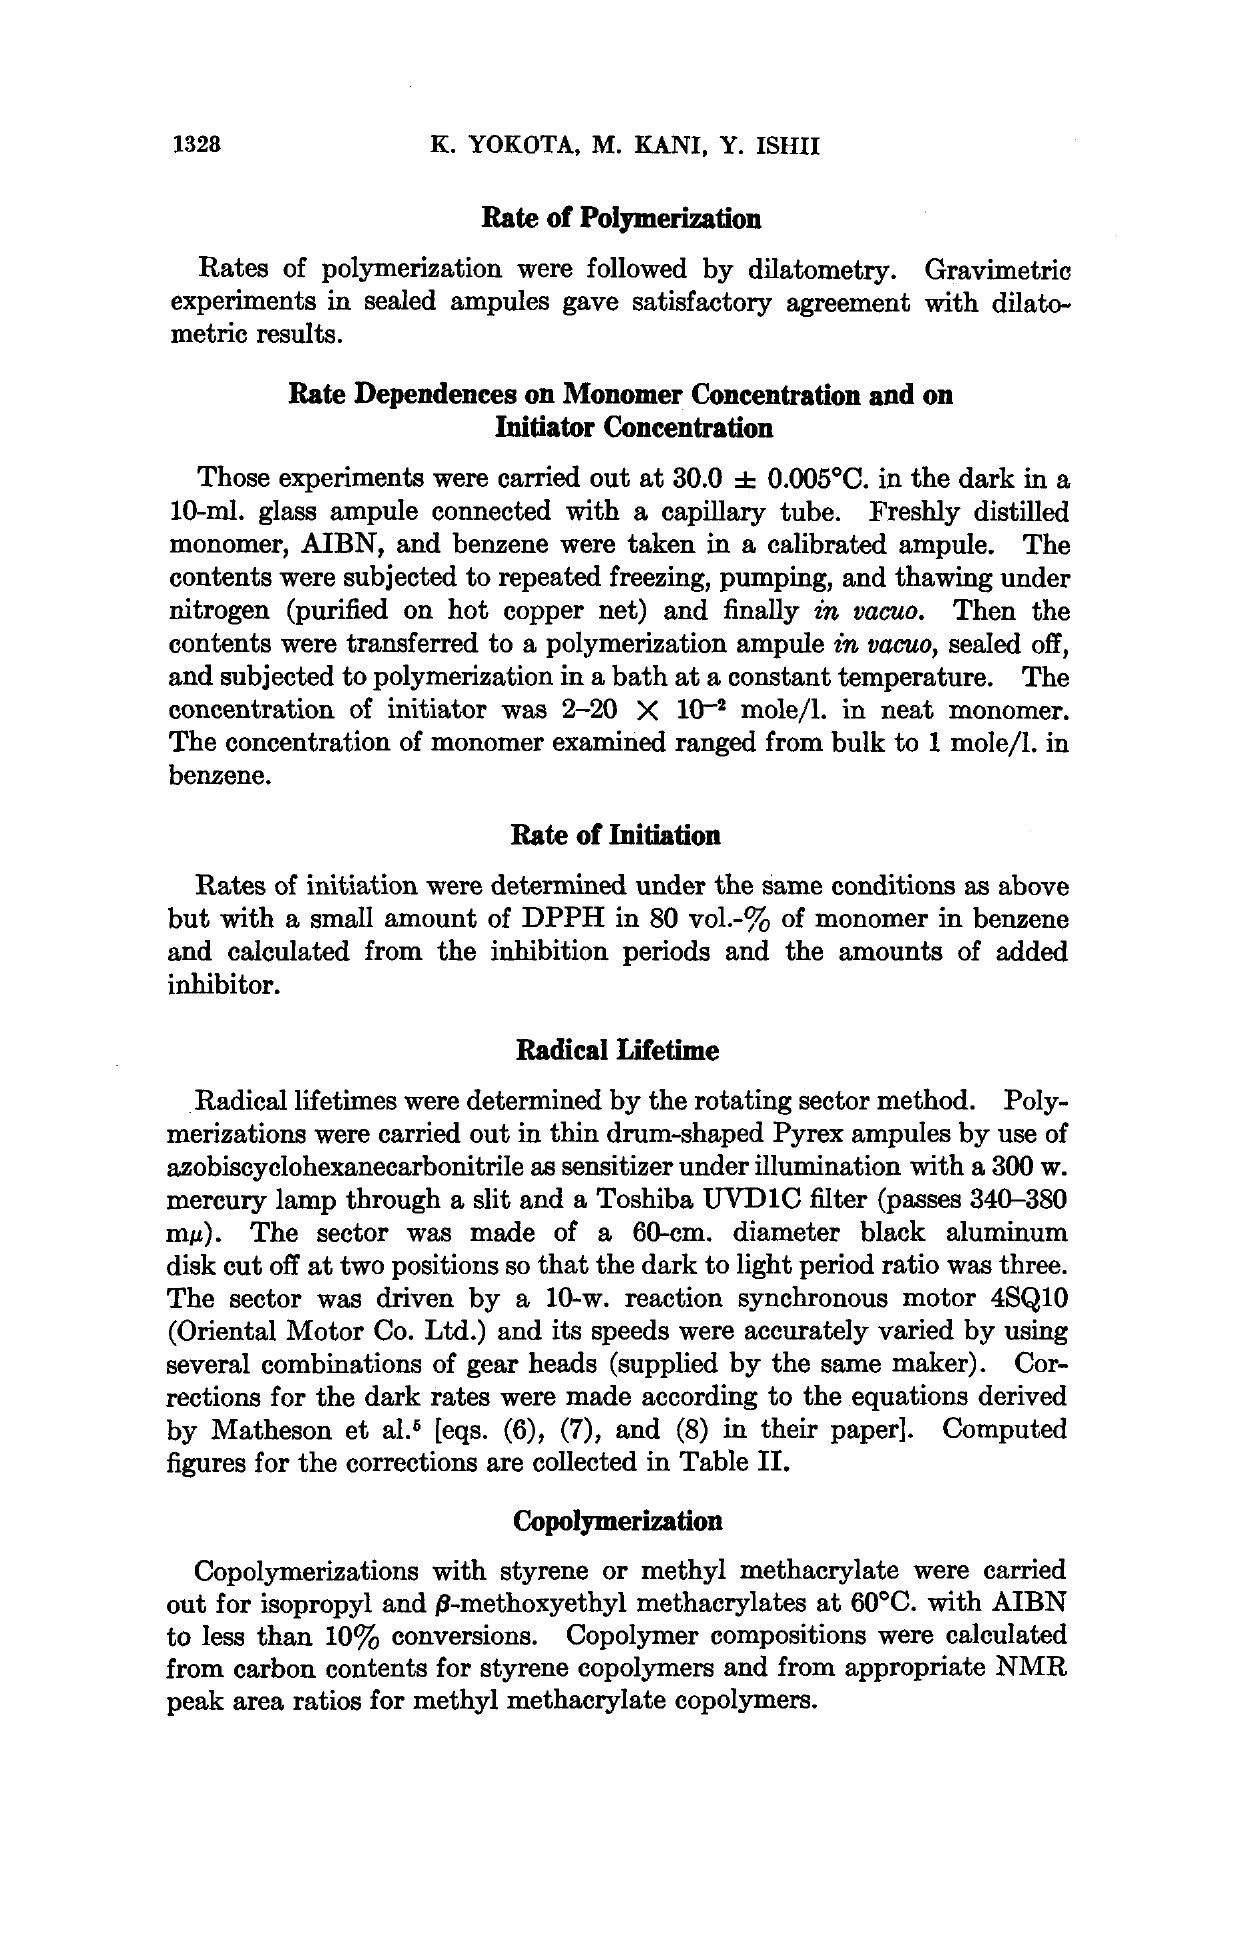 1328 K. YOKOTA, M. KANI, Y. ISHII
Rate of Polymerization
Rates of polymerization were followed by dilatometry. Gravimetric
experiments in sealed ampules gave satisfactory agreement with dilato-
metric results.
Rate Dependences on Monomer Concentration and on
Initiator Concentration
Those experiments were carried out at 30.0 ± 0.005°C. in the dark in a
10-ml. glass ampule connected with a capillary tube. Freshly distilled
monomer, AIBN, and benzene were taken in a calibrated ampule. The
contents were subjected to repeated freezing, pumping, and thawing under
nitrogen (purified on hot copper net) and finally in vacuo. Then the
contents were transferred to a polymerization ampule in vacuo, sealed off,
and subjected to polymerization in a bath at a constant temperature. The
concentration of initiator was 2–20 × 10⁻² mole/l. in neat monomer.
The concentration of monomer examined ranged from bulk to 1 mole/l. in
benzene.
Rate of Initiation
Rates of initiation were determined under the same conditions as above
but with a small amount of DPPH in 80 vol.-% of monomer in benzene
and calculated from the inhibition periods and the amounts of added
inhibitor.
Radical Lifetime
Radical lifetimes were determined by the rotating sector method. Poly-
merizations were carried out in thin drum-shaped Pyrex ampules by use of
azobiscyclohexanecarbonitrile as sensitizer under illumination with a 300 w.
mercury lamp through a slit and a Toshiba UVD1C filter (passes 340–380
mμ). The sector was made of a 60-cm. diameter black aluminum
disk cut off at two positions so that the dark to light period ratio was three.
The sector was driven by a 10-w. reaction synchronous motor 4SQ10
(Oriental Motor Co. Ltd.) and its speeds were accurately varied by using
several combinations of gear heads (supplied by the same maker). Cor-
rections for the dark rates were made according to the equations derived
by Matheson et al.⁵ [eqs. (6), (7), and (8) in their paper]. Computed
figures for the corrections are collected in Table II.
Copolymerization
Copolymerizations with styrene or methyl methacrylate were carried
out for isopropyl and β-methoxyethyl methacrylates at 60°C. with AIBN
to less than 10% conversions. Copolymer compositions were calculated
from carbon contents for styrene copolymers and from appropriate NMR
peak area ratios for methyl methacrylate copolymers.